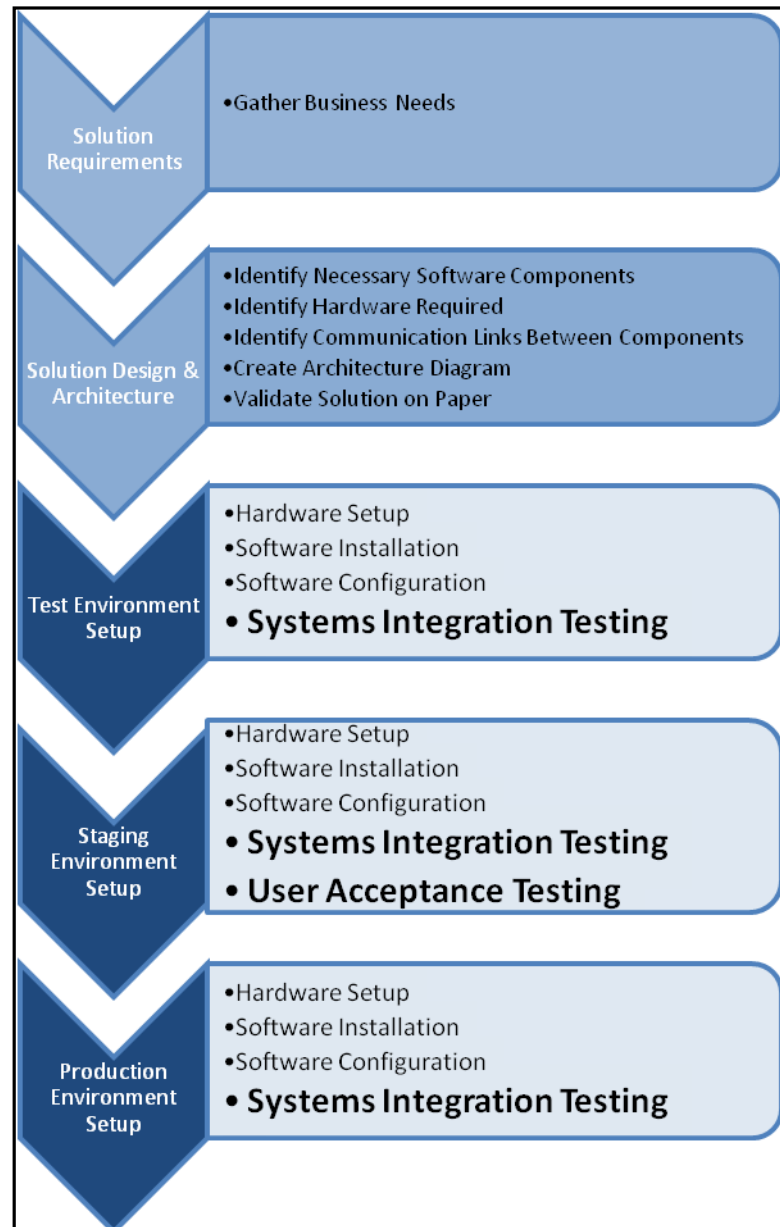 Solution
Requirements
•Gather Business Needs
Solution Design &
Architecture
•Identify Necessary Software Components
•Identify Hardware Required
•Identify Communication Links Between Components
•Create Architecture Diagram
•Validate Solution on Paper
Test Environment
Setup
•Hardware Setup
•Software Installation
•Software Configuration
• Systems Integration Testing
Staging
Environment
Setup
•Hardware Setup
•Software Installation
•Software Configuration
• Systems Integration Testing
• User Acceptance Testing
Production
Environment
Setup
•Hardware Setup
•Software Installation
•Software Configuration
• Systems Integration Testing